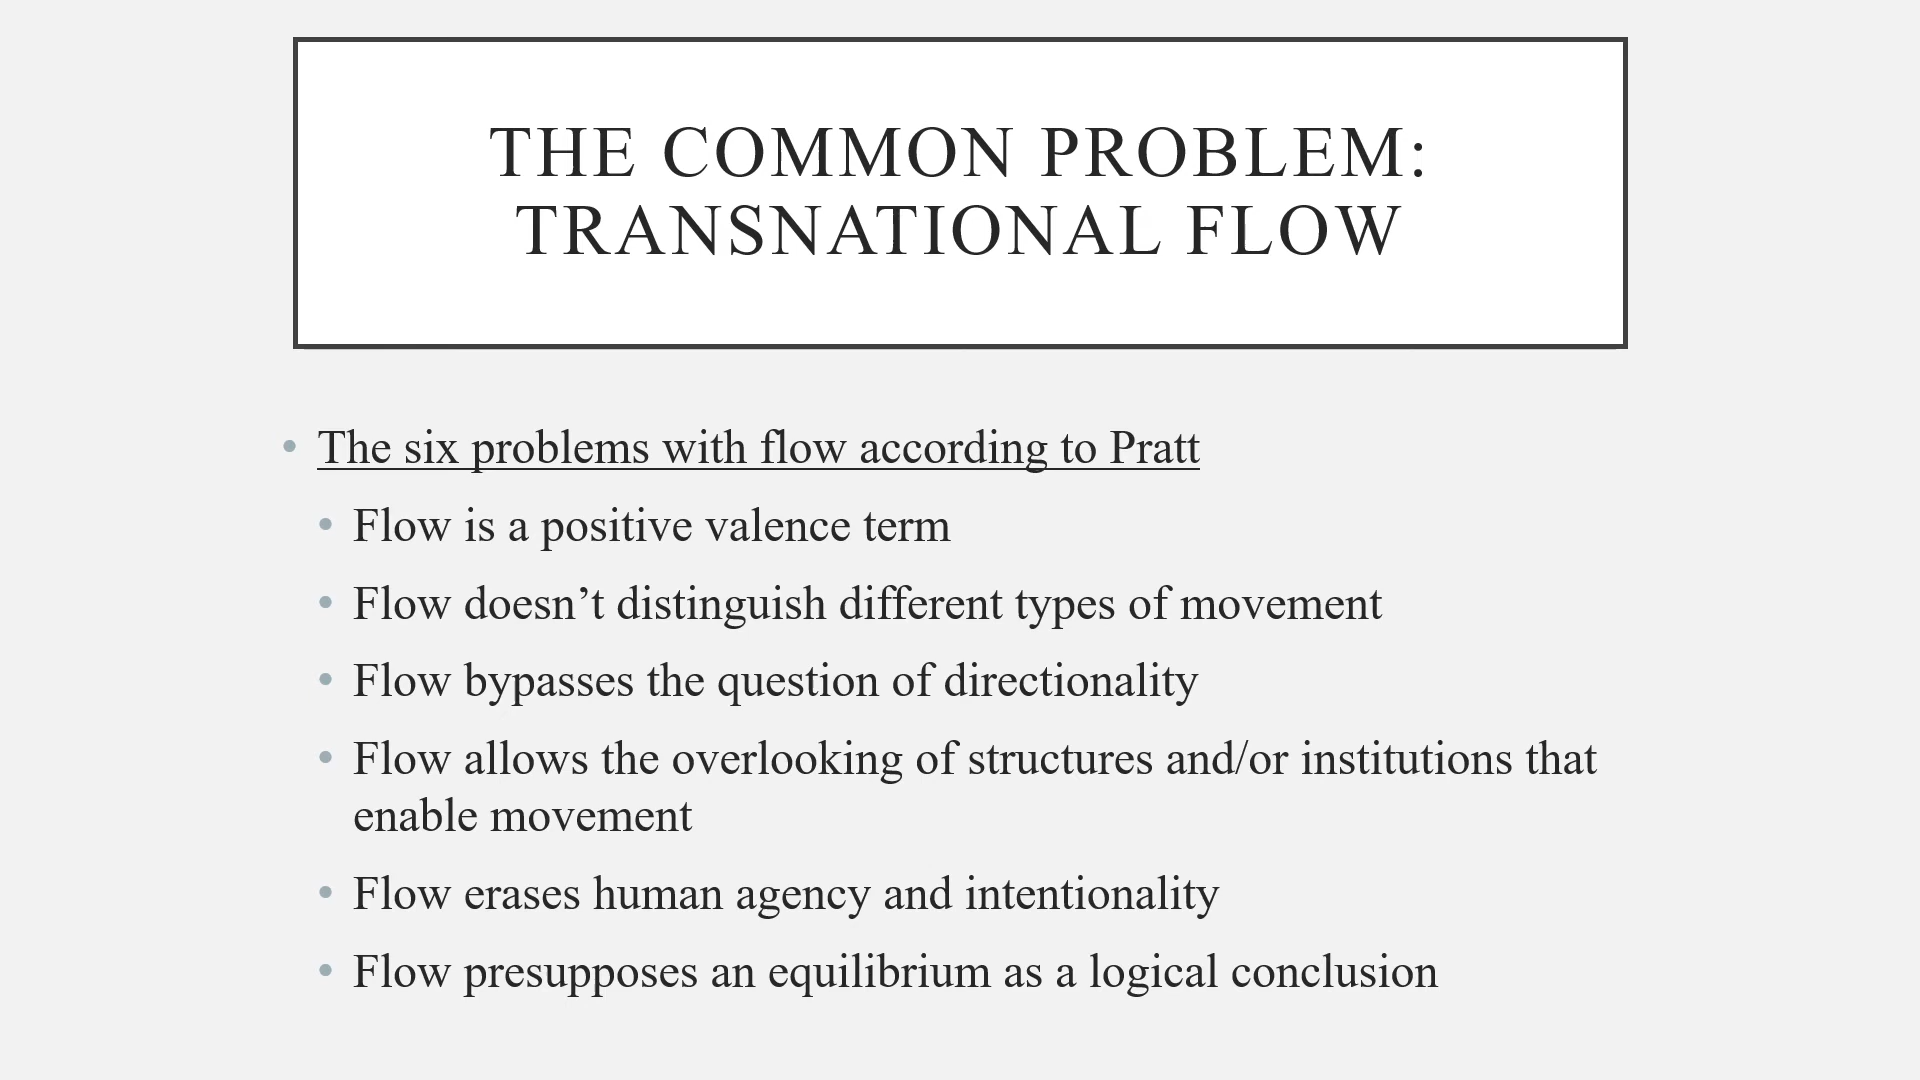 THE COMMON PROBLEM:
TRANSNATIONAL FLOW
• The six problems with flow according to Pratt
• Flow is a positive valence term
• Flow doesn’t distinguish different types of movement
• Flow bypasses the question of directionality
• Flow allows the overlooking of structures and/or institutions that
enable movement
• Flow erases human agency and intentionality
• Flow presupposes an equilibrium as a logical conclusion